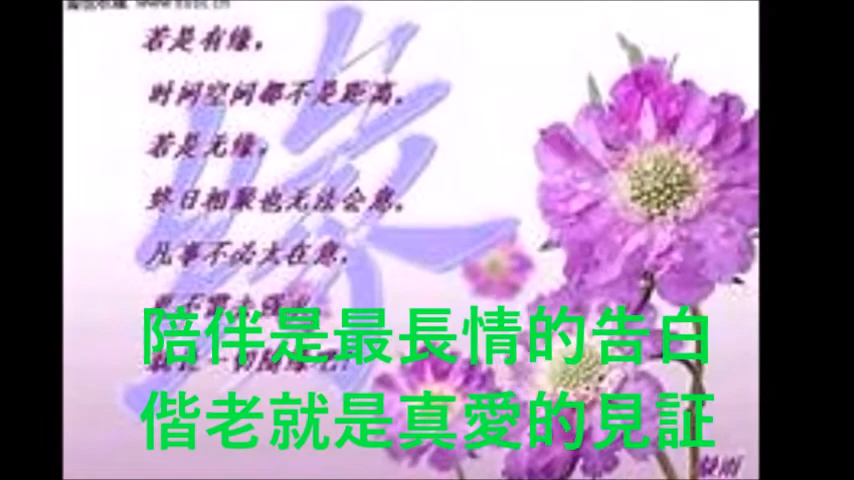 若是有缘，
时间空间都不是距离。
若是无缘，
终日相聚也无法会意。
凡事不必太在意，
陪伴是最長情的告白
偕老就是真愛的見証